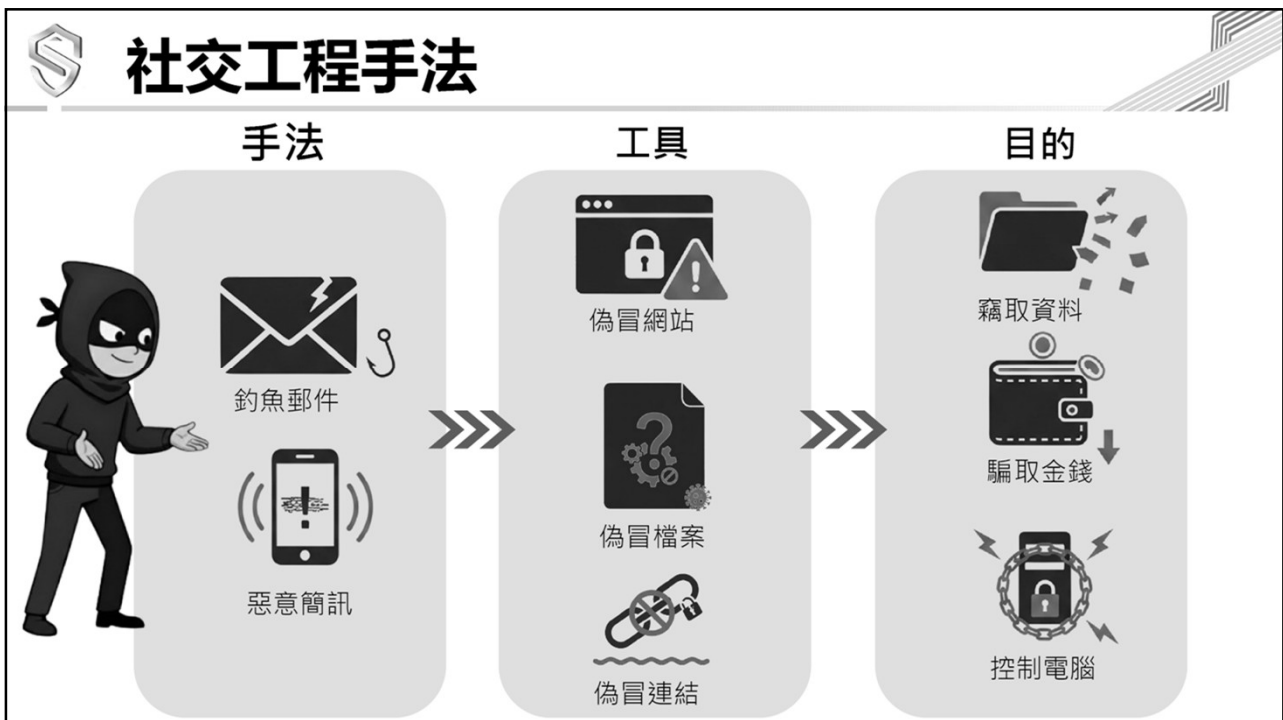 社交工程手法
手法
釣魚郵件
惡意簡訊
工具
偽冒網站
偽冒檔案
偽冒連結
目的
竊取資料
騙取金錢
控制電腦